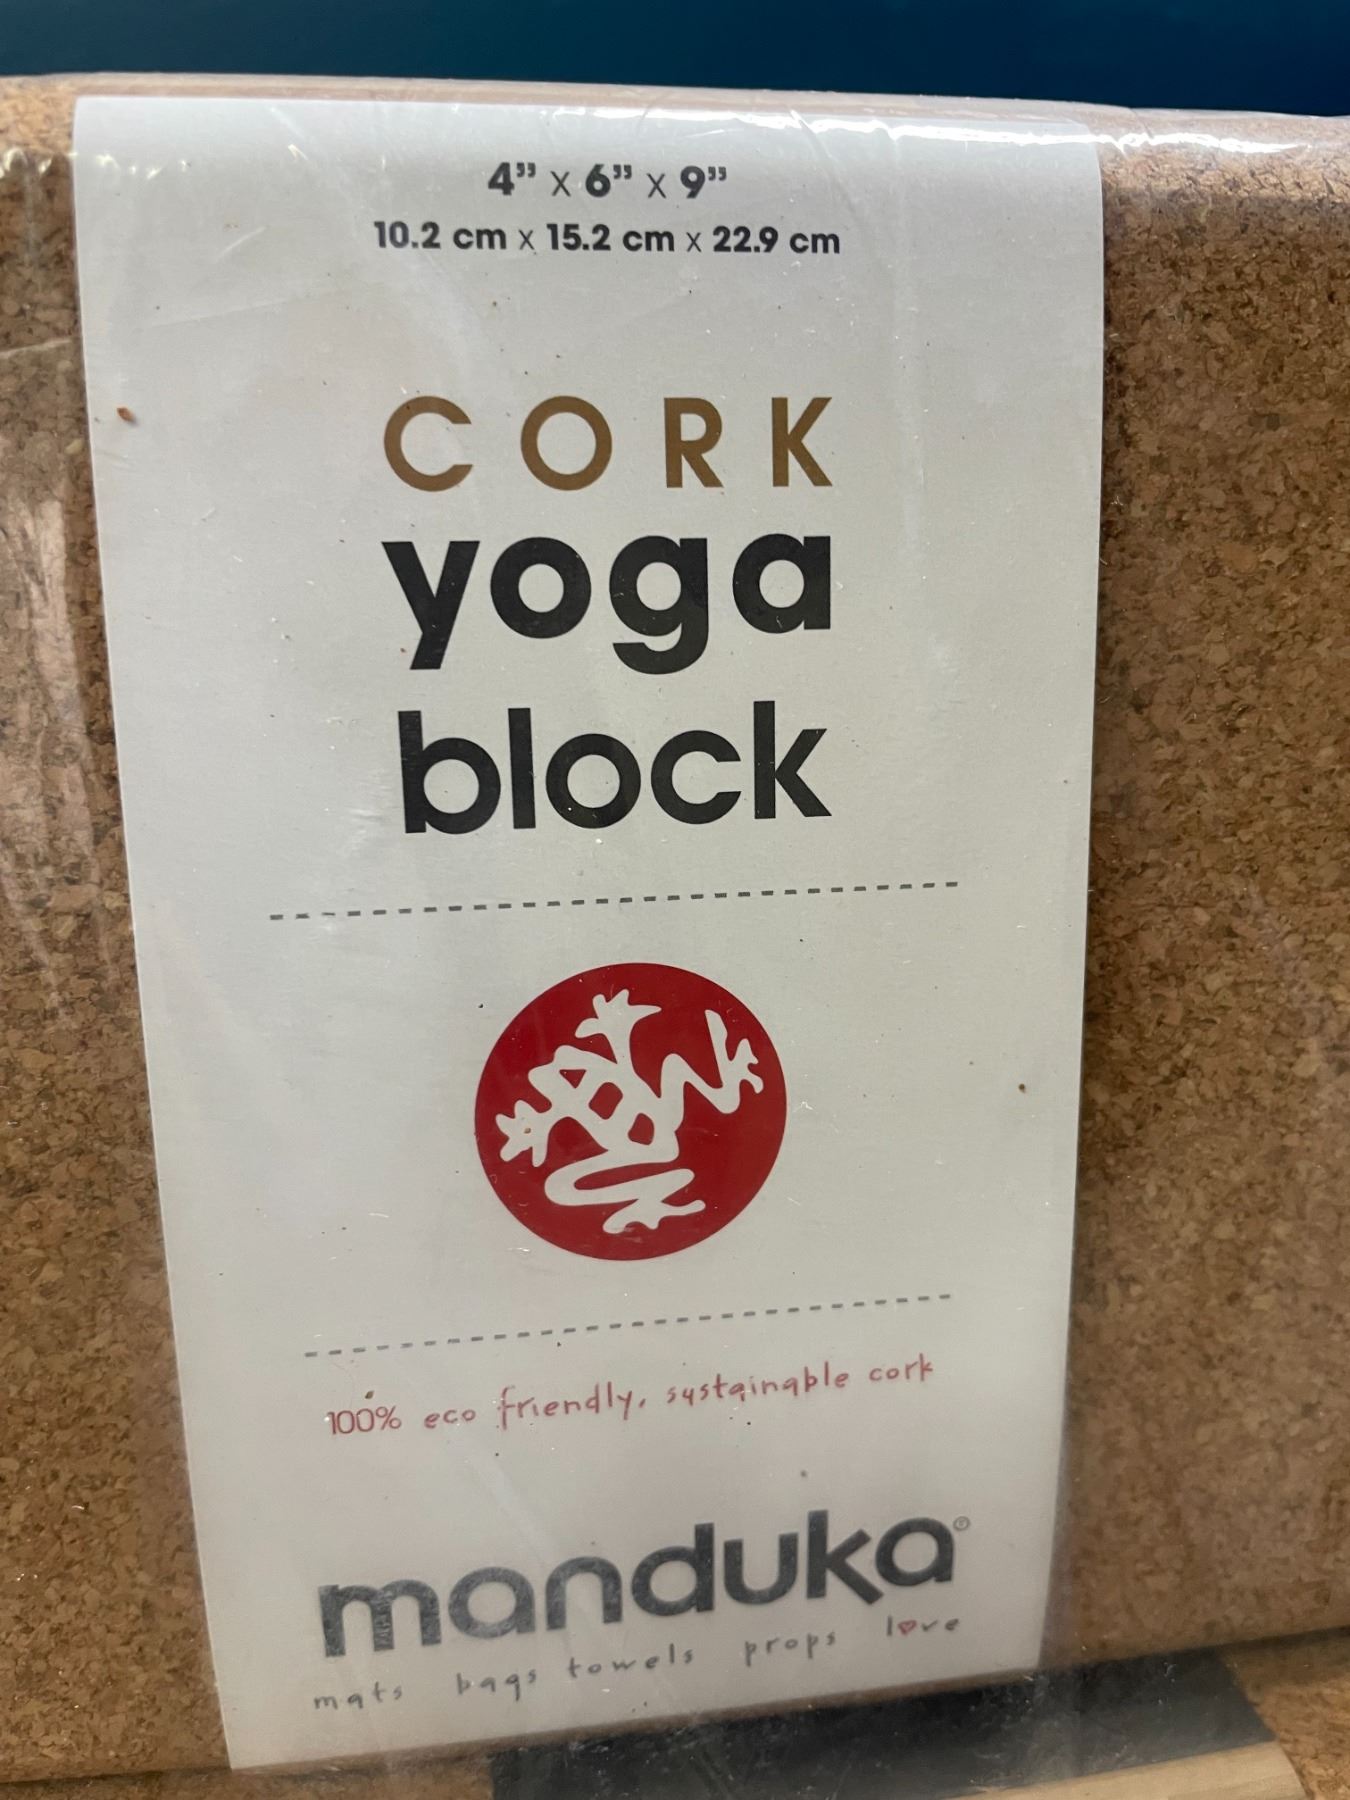 4” x 6” x 9”
10.2 cm x 15.2 cm x 22.9 cm
CORK
yoga
block
100% eco friendly, sustainable cork
manduka®
mats bags towels props love